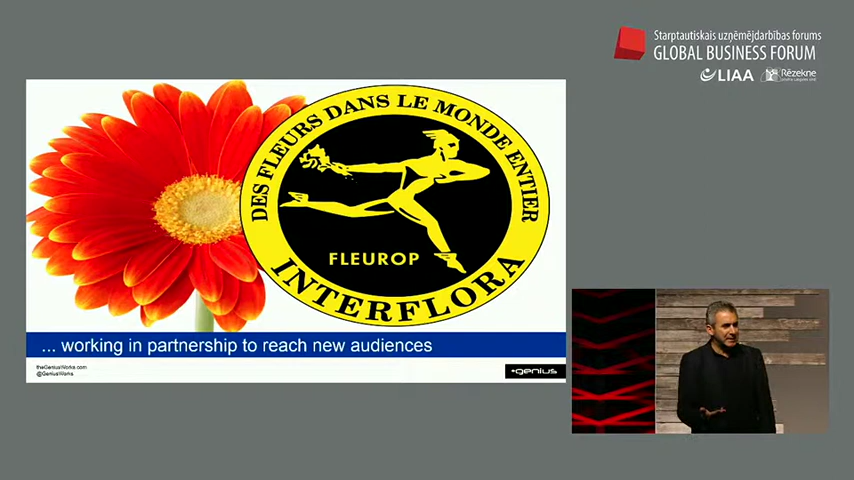 Starptautiskais uzņēmējdarbības forums
GLOBAL BUSINESS FORUM
LIAA
Rēzekne
DES FLEURS DANS LE MONDE ENTIER
FLEUROP
INTERFLORA
... working in partnership to reach new audiences
theGeniusWorks.com
@GeniusWorks
genius